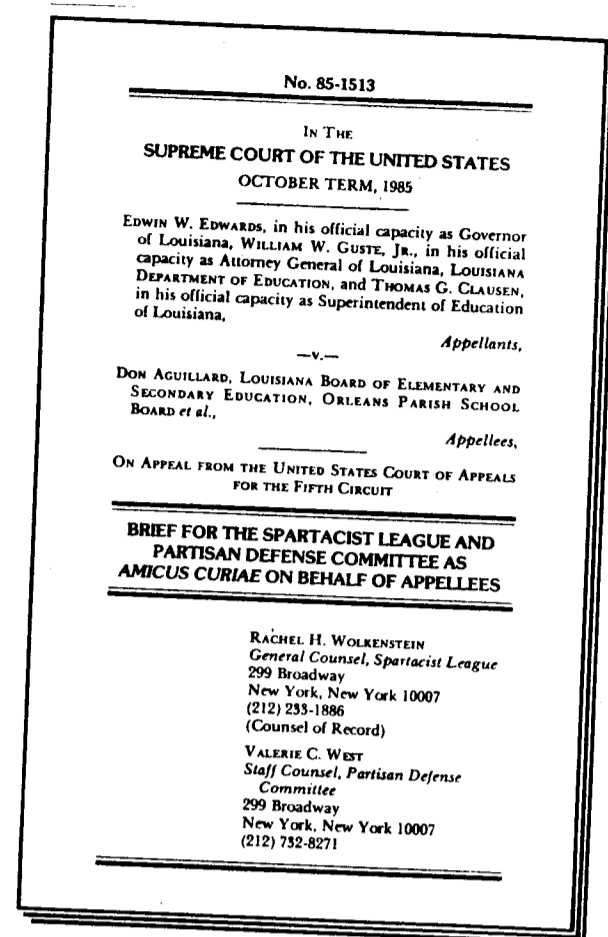 No. 85-1513
IN THE
SUPREME COURT OF THE UNITED STATES
OCTOBER TERM, 1985
EDWIN W. EDWARDS, in his official capacity as Governor
of Louisiana, WILLIAM W. GUSTE, JR., in his official
capacity as Attorney General of Louisiana, LOUISIANA
DEPARTMENT OF EDUCATION, and THOMAS G. CLAUSEN,
in his official capacity as Superintendent of Education
of Louisiana,
Appellants,
—v.—
DON AGUILLARD, LOUISIANA BOARD OF ELEMENTARY AND
SECONDARY EDUCATION, ORLEANS PARISH SCHOOL
BOARD et al.,
Appellees,
ON APPEAL FROM THE UNITED STATES COURT OF APPEALS
FOR THE FIFTH CIRCUIT
BRIEF FOR THE SPARTACIST LEAGUE AND
PARTISAN DEFENSE COMMITTEE AS
AMICUS CURIAE ON BEHALF OF APPELLEES
RACHEL H. WOLKENSTEIN
General Counsel, Spartacist League
299 Broadway
New York, New York 10007
(212) 233-1886
(Counsel of Record)
VALERIE C. WEST
Staff Counsel, Partisan Defense
Committee
299 Broadway
New York, New York 10007
(212) 732-8271